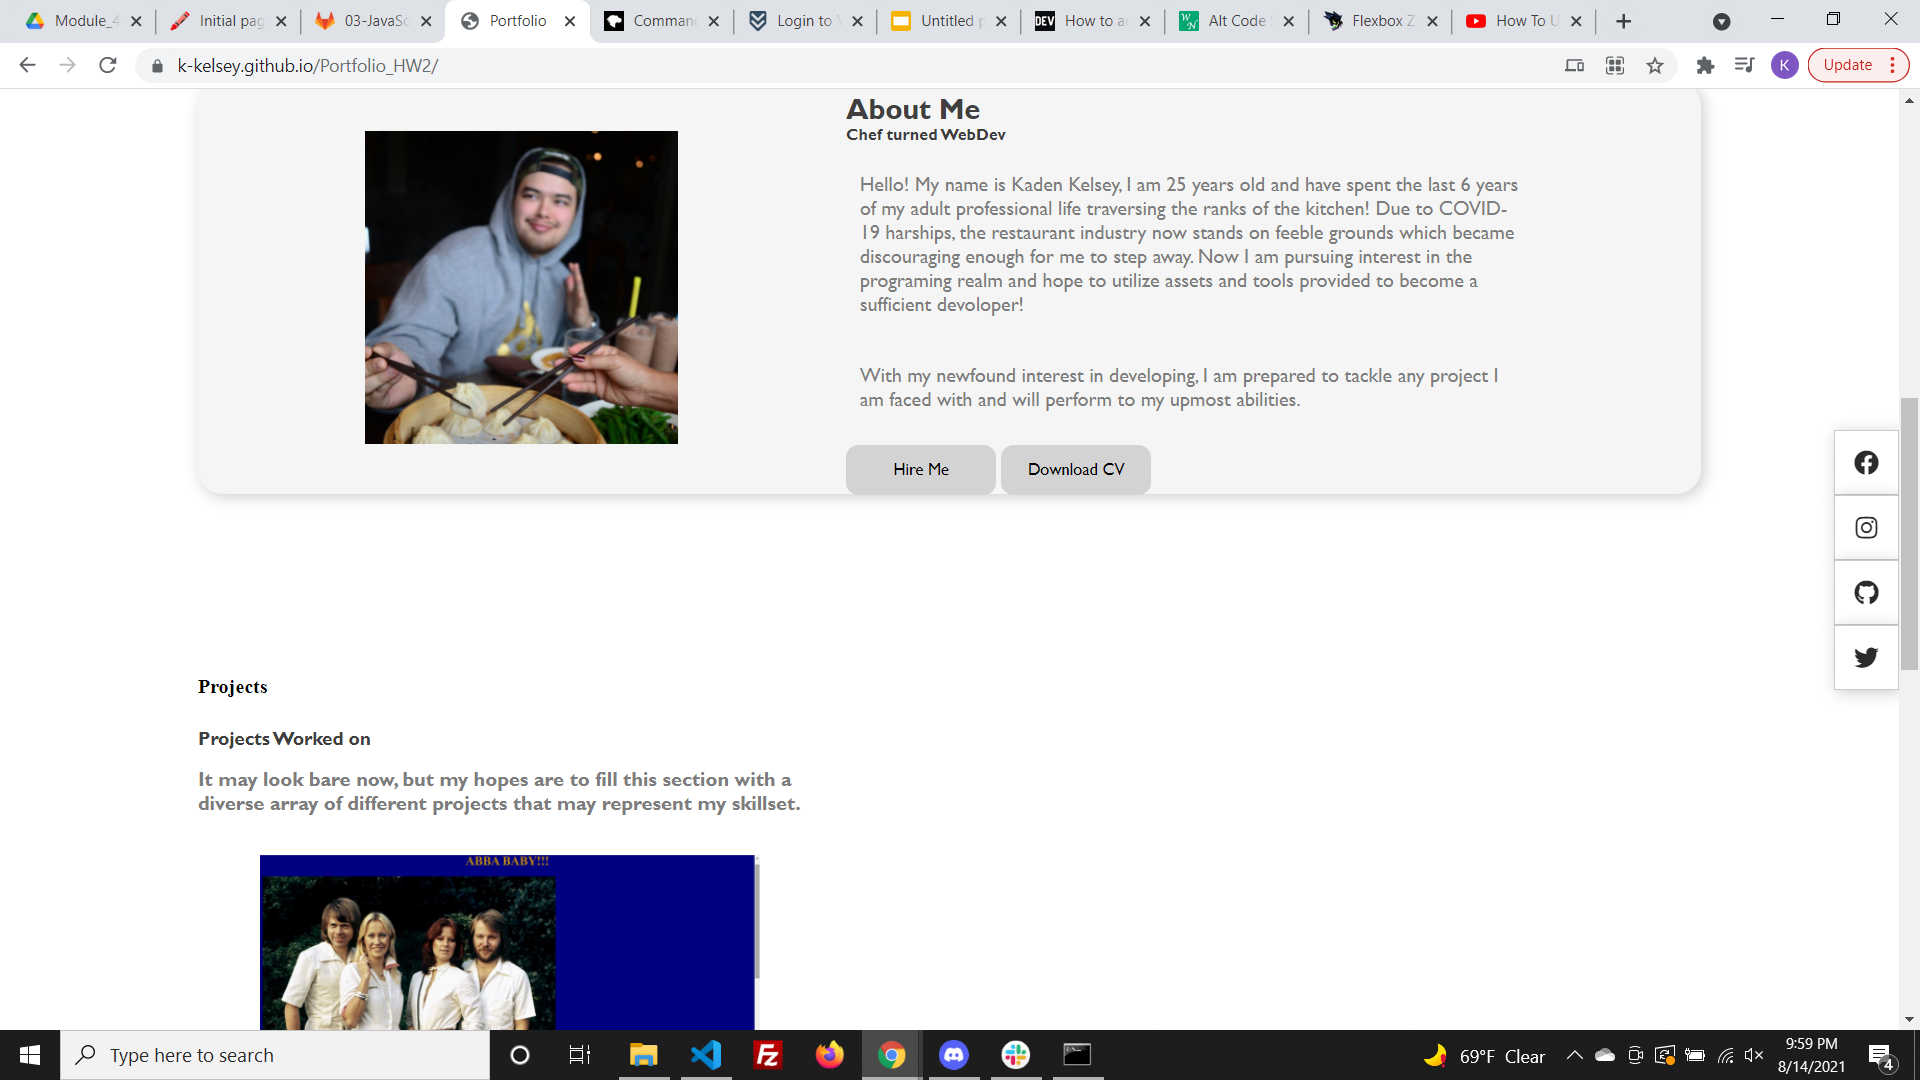 Module_4
Initial pag
03-JavaSc
Portfolio
Comman
Login to Y
Untitled p
DEV
How to a
W
N
Alt Code
Flexbox Z
How To U
k-kelsey.github.io/Portfolio_HW2/
K
Update
About Me
Chef turned WebDev
Hello! My name is Kaden Kelsey, I am 25 years old and have spent the last 6 years
of my adult professional life traversing the ranks of the kitchen! Due to COVID-
19 harships, the restaurant industry now stands on feeble grounds which became
discouraging enough for me to step away. Now I am pursuing interest in the
programing realm and hope to utilize assets and tools provided to become a
sufficient devoloper!
With my newfound interest in developing, I am prepared to tackle any project I
am faced with and will perform to my upmost abilities.
Hire Me
Download CV
Projects
Projects Worked on
It may look bare now, but my hopes are to fill this section with a
diverse array of different projects that may represent my skillset.
ABBA BABY!!!
Type here to search
Fz
69°F Clear
9:59 PM
8/14/2021
4